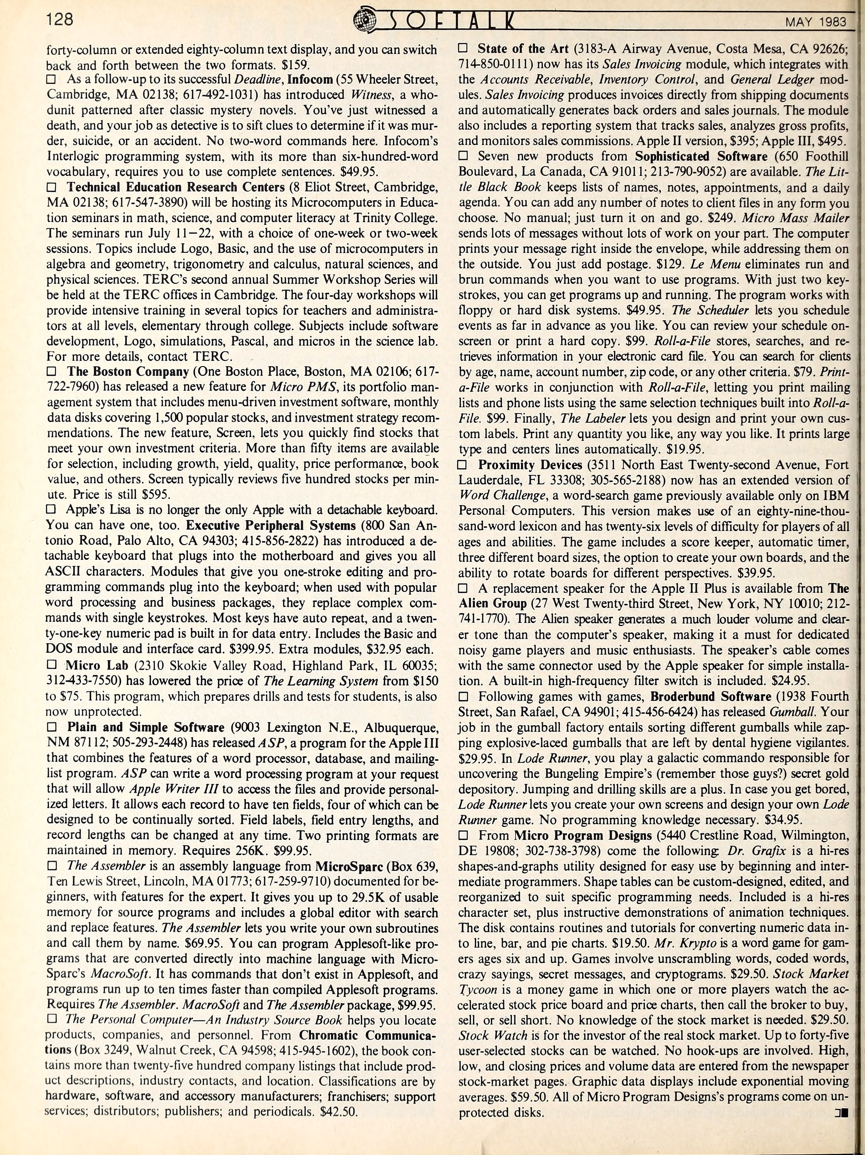 128
SOFTALK
MAY 1983
forty-column or extended eighty-column text display, and you can switch
back and forth between the two formats. $159.
□ As a follow-up to its successful Deadline, Infocom (55 Wheeler Street,
Cambridge, MA 02138; 617-492-1031) has introduced Witness, a who-
dunit patterned after classic mystery novels. You've just witnessed a
death, and your job as detective is to sift clues to determine if it was mur-
der, suicide, or an accident. No two-word commands here. Infocom's
Interlogic programming system, with its more than six-hundred-word
vocabulary, requires you to use complete sentences. $49.95.
□ Technical Education Research Centers (8 Eliot Street, Cambridge,
MA 02138; 617-547-3890) will be hosting its Microcomputers in Educa-
tion seminars in math, science, and computer literacy at Trinity College.
The seminars run July 11–22, with a choice of one-week or two-week
sessions. Topics include Logo, Basic, and the use of microcomputers in
algebra and geometry, trigonometry and calculus, natural sciences, and
physical sciences. TERC's second annual Summer Workshop Series will
be held at the TERC offices in Cambridge. The four-day workshops will
provide intensive training in several topics for teachers and administra-
tors at all levels, elementary through college. Subjects include software
development, Logo, simulations, Pascal, and micros in the science lab.
For more details, contact TERC.
□ The Boston Company (One Boston Place, Boston, MA 02106; 617-
722-7960) has released a new feature for Micro PMS, its portfolio man-
agement system that includes menu-driven investment software, monthly
data disks covering 1,500 popular stocks, and investment strategy recom-
mendations. The new feature, Screen, lets you quickly find stocks that
meet your own investment criteria. More than fifty items are available
for selection, including growth, yield, quality, price performance, book
value, and others. Screen typically reviews five hundred stocks per min-
ute. Price is still $595.
□ Apple's Lisa is no longer the only Apple with a detachable keyboard.
You can have one, too. Executive Peripheral Systems (800 San An-
tonio Road, Palo Alto, CA 94303; 415-856-2822) has introduced a de-
tachable keyboard that plugs into the motherboard and gives you all
ASCII characters. Modules that give you one-stroke editing and pro-
gramming commands plug into the keyboard; when used with popular
word processing and business packages, they replace complex com-
mands with single keystrokes. Most keys have auto repeat, and a twen-
ty-one-key numeric pad is built in for data entry. Includes the Basic and
DOS module and interface card. $399.95. Extra modules, $32.95 each.
□ Micro Lab (2310 Skokie Valley Road, Highland Park, IL 60035;
312-433-7550) has lowered the price of The Learning System from $150
to $75. This program, which prepares drills and tests for students, is also
now unprotected.
□ Plain and Simple Software (9003 Lexington N.E., Albuquerque,
NM 87112; 505-293-2448) has released ASP, a program for the Apple III
that combines the features of a word processor, database, and mailing-
list program. ASP can write a word processing program at your request
that will allow Apple Writer III to access the files and provide personal-
ized letters. It allows each record to have ten fields, four of which can be
designed to be continually sorted. Field labels, field entry lengths, and
record lengths can be changed at any time. Two printing formats are
maintained in memory. Requires 256K. $99.95.
□ The Assembler is an assembly language from MicroSparc (Box 639,
Ten Lewis Street, Lincoln, MA 01773; 617-259-9710) documented for be-
ginners, with features for the expert. It gives you up to 29.5K of usable
memory for source programs and includes a global editor with search
and replace features. The Assembler lets you write your own subroutines
and call them by name. $69.95. You can program Applesoft-like pro-
grams that are converted directly into machine language with Micro-
Sparc's MacroSoft. It has commands that don't exist in Applesoft, and
programs run up to ten times faster than compiled Applesoft programs.
Requires The Assembler. MacroSoft and The Assembler package, $99.95.
□ The Personal Computer—An Industry Source Book helps you locate
products, companies, and personnel. From Chromatic Communica-
tions (Box 3249, Walnut Creek, CA 94598; 415-945-1602), the book con-
tains more than twenty-five hundred company listings that include prod-
uct descriptions, industry contacts, and location. Classifications are by
hardware, software, and accessory manufacturers; franchisers; support
services; distributors; publishers; and periodicals. $42.50.
□ State of the Art (3183-A Airway Avenue, Costa Mesa, CA 92626;
714-850-0111) now has its Sales Invoicing module, which integrates with
the Accounts Receivable, Inventory Control, and General Ledger mod-
ules. Sales Invoicing produces invoices directly from shipping documents
and automatically generates back orders and sales journals. The module
also includes a reporting system that tracks sales, analyzes gross profits,
and monitors sales commissions. Apple II version, $395; Apple III, $495.
□ Seven new products from Sophisticated Software (650 Foothill
Boulevard, La Canada, CA 91011; 213-790-9052) are available. The Lit-
tle Black Book keeps lists of names, notes, appointments, and a daily
agenda. You can add any number of notes to client files in any form you
choose. No manual; just turn it on and go. $249. Micro Mass Mailer
sends lots of messages without lots of work on your part. The computer
prints your message right inside the envelope, while addressing them on
the outside. You just add postage. $129. Le Menu eliminates run and
brun commands when you want to use programs. With just two key-
strokes, you can get programs up and running. The program works with
floppy or hard disk systems. $49.95. The Scheduler lets you schedule
events as far in advance as you like. You can review your schedule on-
screen or print a hard copy. $99. Roll-a-File stores, searches, and re-
trieves information in your electronic card file. You can search for clients
by age, name, account number, zip code, or any other criteria. $79. Print-
a-File works in conjunction with Roll-a-File, letting you print mailing
lists and phone lists using the same selection techniques built into Roll-a-
File. $99. Finally, The Labeler lets you design and print your own cus-
tom labels. Print any quantity you like, any way you like. It prints large
type and centers lines automatically. $19.95.
□ Proximity Devices (3511 North East Twenty-second Avenue, Fort
Lauderdale, FL 33308; 305-565-2188) now has an extended version of
Word Challenge, a word-search game previously available only on IBM
Personal Computers. This version makes use of an eighty-nine-thou-
sand-word lexicon and has twenty-six levels of difficulty for players of all
ages and abilities. The game includes a score keeper, automatic timer,
three different board sizes, the option to create your own boards, and the
ability to rotate boards for different perspectives. $39.95.
□ A replacement speaker for the Apple II Plus is available from The
Alien Group (27 West Twenty-third Street, New York, NY 10010; 212-
741-1770). The Alien speaker generates a much louder volume and clear-
er tone than the computer's speaker, making it a must for dedicated
noisy game players and music enthusiasts. The speaker's cable comes
with the same connector used by the Apple speaker for simple installa-
tion. A built-in high-frequency filter switch is included. $24.95.
□ Following games with games, Broderbund Software (1938 Fourth
Street, San Rafael, CA 94901; 415-456-6424) has released Gumball. Your
job in the gumball factory entails sorting different gumballs while zap-
ping explosive-laced gumballs that are left by dental hygiene vigilantes.
$29.95. In Lode Runner, you play a galactic commando responsible for
uncovering the Bungeling Empire's (remember those guys?) secret gold
depository. Jumping and drilling skills are a plus. In case you get bored,
Lode Runner lets you create your own screens and design your own Lode
Runner game. No programming knowledge necessary. $34.95.
□ From Micro Program Designs (5440 Crestline Road, Wilmington,
DE 19808; 302-738-3798) come the following: Dr. Grafix is a hi-res
shapes-and-graphs utility designed for easy use by beginning and inter-
mediate programmers. Shape tables can be custom-designed, edited, and
reorganized to suit specific programming needs. Included is a hi-res
character set, plus instructive demonstrations of animation techniques.
The disk contains routines and tutorials for converting numeric data in-
to line, bar, and pie charts. $19.50. Mr. Krypto is a word game for gam-
ers ages six and up. Games involve unscrambling words, coded words,
crazy sayings, secret messages, and cryptograms. $29.50. Stock Market
Tycoon is a money game in which one or more players watch the ac-
celerated stock price board and price charts, then call the broker to buy,
sell, or sell short. No knowledge of the stock market is needed. $29.50.
Stock Watch is for the investor of the real stock market. Up to forty-five
user-selected stocks can be watched. No hook-ups are involved. High,
low, and closing prices and volume data are entered from the newspaper
stock-market pages. Graphic data displays include exponential moving
averages. $59.50. All of Micro Program Designs's programs come on un-
protected disks.